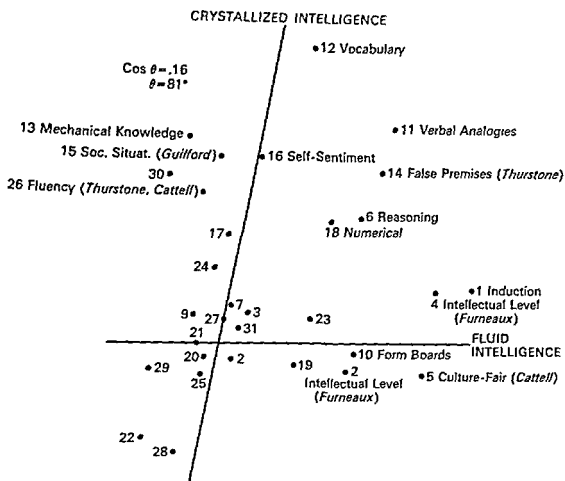 CRYSTALLIZED INTELLIGENCE
12 Vocabulary
Cos θ=.16
θ=81°
13 Mechanical Knowledge
11 Verbal Analogies
15 Soc. Situat. (Guilford)
16 Self-Sentiment
30
14 False Premises (Thurstone)
26 Fluency (Thurstone, Cattell)
6 Reasoning
18 Numerical
17
24
1 Induction
4 Intellectual Level
(Furneaux)
7
9
27
3
23
31
21
FLUID
INTELLIGENCE
20
2
10 Form Boards
29
19
2
25
Intellectual Level
(Furneaux)
5 Culture-Fair (Cattell)
22
28